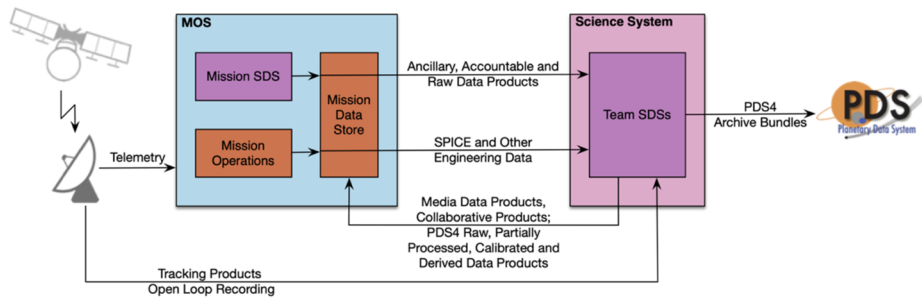 MOS
Science System
Mission SDS
Mission
Data
Store
Mission
Operations
Ancillary, Accountable and
Raw Data Products
Team SDSs
PDS4
Archive Bundles
PDS
Planetary Data System
Telemetry
SPICE and Other
Engineering Data
Media Data Products,
Collaborative Products;
PDS4 Raw, Partially
Processed, Calibrated and
Derived Data Products
Tracking Products
Open Loop Recording